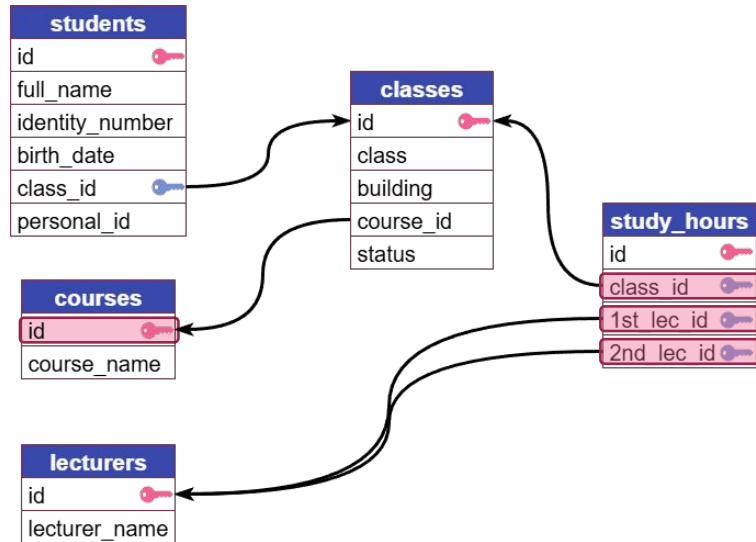 students
id
full_name
identity_number
birth_date
class_id
personal_id
classes
id
class
building
course_id
status
study_hours
id
class_id
1st_lec_id
2nd_lec_id
courses
id
course_name
lecturers
id
lecturer_name